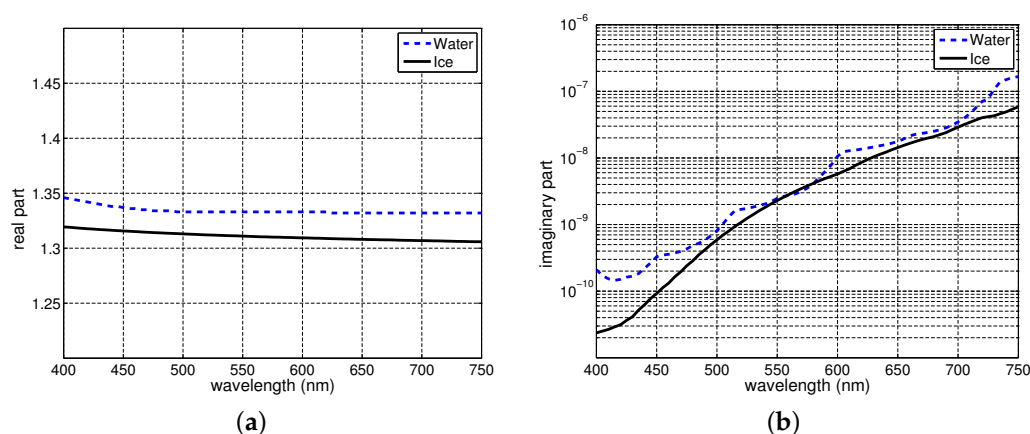 real part
1.45
1.4
1.35
1.3
1.25
400 450 500 550 600 650 700 750
wavelength (nm)
Water
Ice
(a)
imaginary part
10−6
10−7
10−8
10−9
10−10
400 450 500 550 600 650 700 750
wavelength (nm)
Water
Ice
(b)